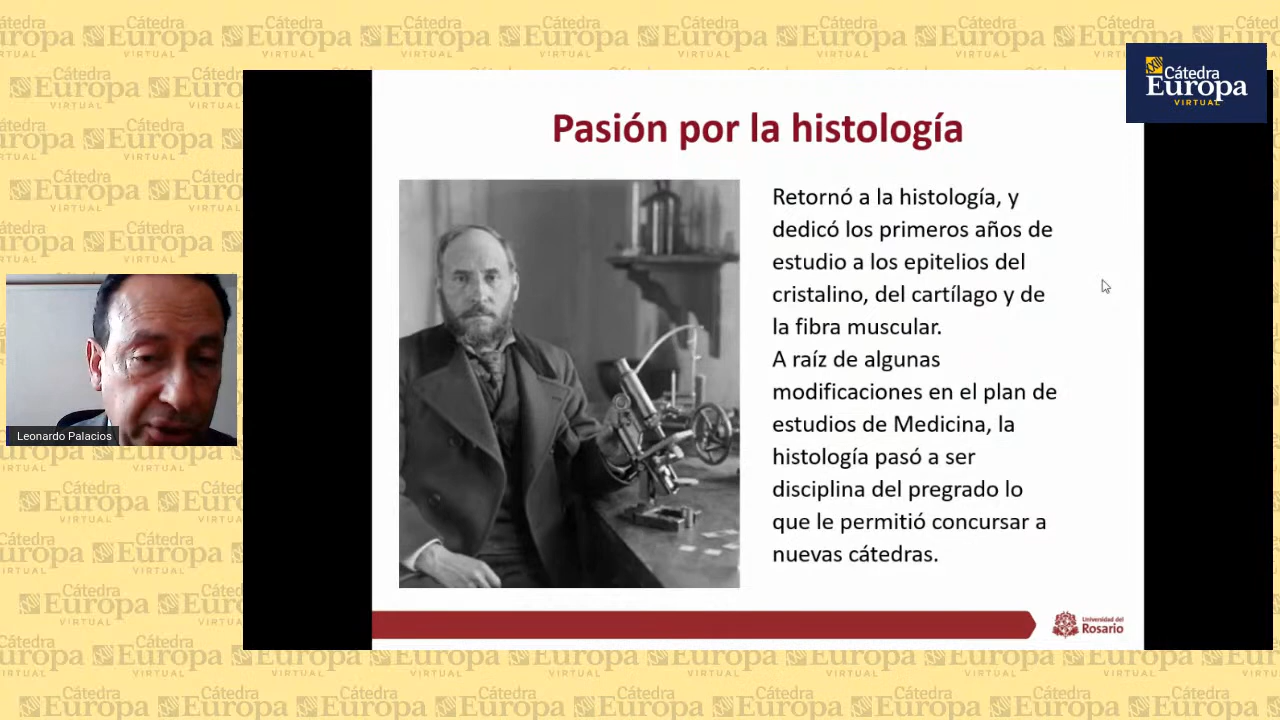 Cátedra
Europa
VIRTUAL
Pasión por la histología
Retornó a la histología, y
dedicó los primeros años de
estudio a los epitelios del
cristalino, del cartílago y de
la fibra muscular.
A raíz de algunas
modificaciones en el plan de
estudios de Medicina, la
histología pasó a ser
disciplina del pregrado lo
que le permitió concursar a
nuevas cátedras.
Leonardo Palacios
Universidad del
Rosario